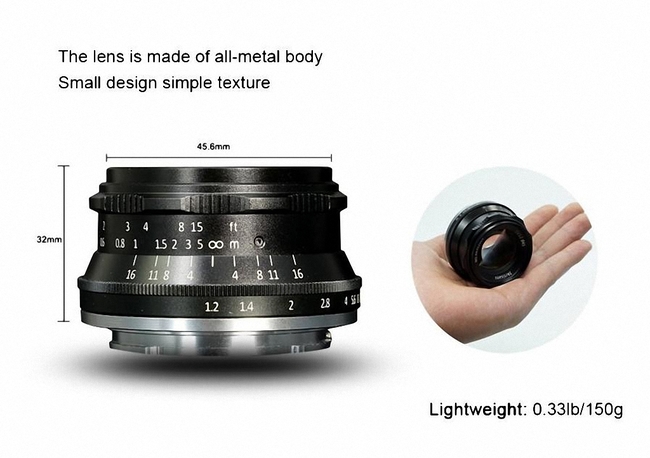 The lens is made of all-metal body
Small design simple texture
45.6mm
32mm
2 3 4 8 15 ft
0.8 1 1.5 2 3 5 ∞ m
16 11 8 4 4 8 11 16
1.2 1.4 2 2.8 4 5.6
Lightweight: 0.33lb/150g